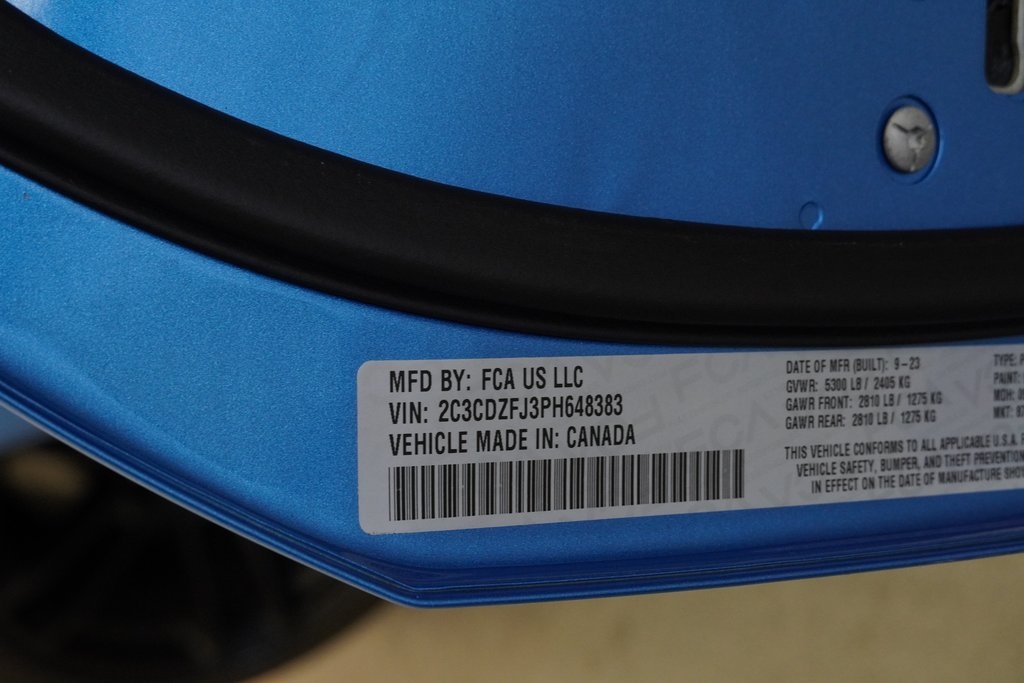 MFD BY: FCA US LLC
VIN: 2C3CDZFJ3PH648383
VEHICLE MADE IN: CANADA
DATE OF MFR (BUILT): 9-23
GVWR: 5300 LB / 2405 KG
GAWR FRONT: 2810 LB / 1275 KG
GAWR REAR: 2810 LB / 1275 KG
THIS VEHICLE CONFORMS TO ALL APPLICABLE U.S.A.
VEHICLE SAFETY, BUMPER, AND THEFT PREVENTION
IN EFFECT ON THE DATE OF MANUFACTURE
TYPE:
PAINT:
MDH:
MKT: